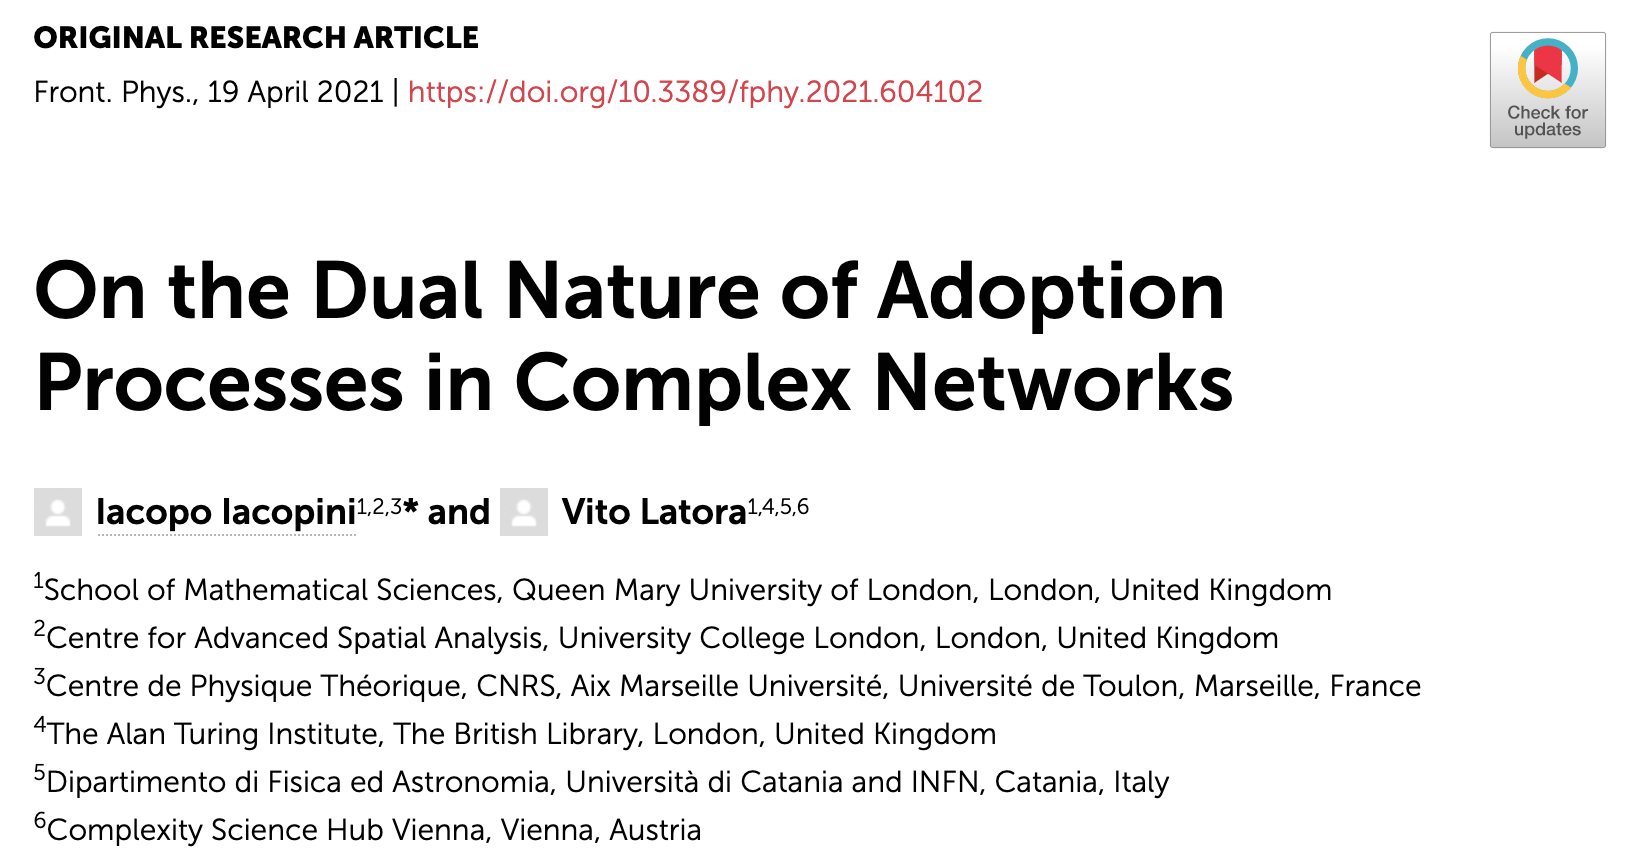 ORIGINAL RESEARCH ARTICLE
Front. Phys., 19 April 2021 | https://doi.org/10.3389/fphy.2021.604102
Check for
updates
On the Dual Nature of Adoption
Processes in Complex Networks
Iacopo Iacopini1,2,3* and Vito Latora1,4,5,6
1School of Mathematical Sciences, Queen Mary University of London, London, United Kingdom
2Centre for Advanced Spatial Analysis, University College London, London, United Kingdom
3Centre de Physique Théorique, CNRS, Aix Marseille Université, Université de Toulon, Marseille, France
4The Alan Turing Institute, The British Library, London, United Kingdom
5Dipartimento di Fisica ed Astronomia, Università di Catania and INFN, Catania, Italy
6Complexity Science Hub Vienna, Vienna, Austria